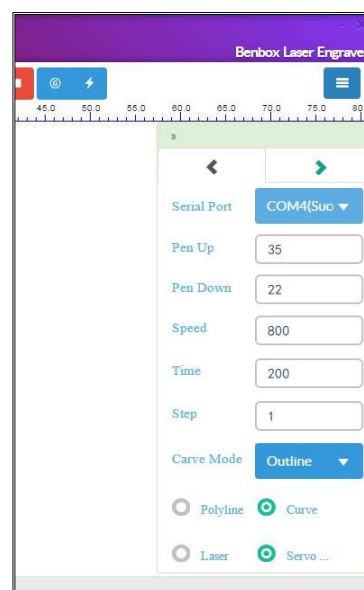 Benbox Laser Engrave
45.0 50.0 55.0 60.0 65.0 70.0 75.0 80
»
Serial Port COM4(Suc
Pen Up 35
Pen Down 22
Speed 800
Time 200
Step 1
Carve Mode Outline
Polyline Curve
Laser Servo ...